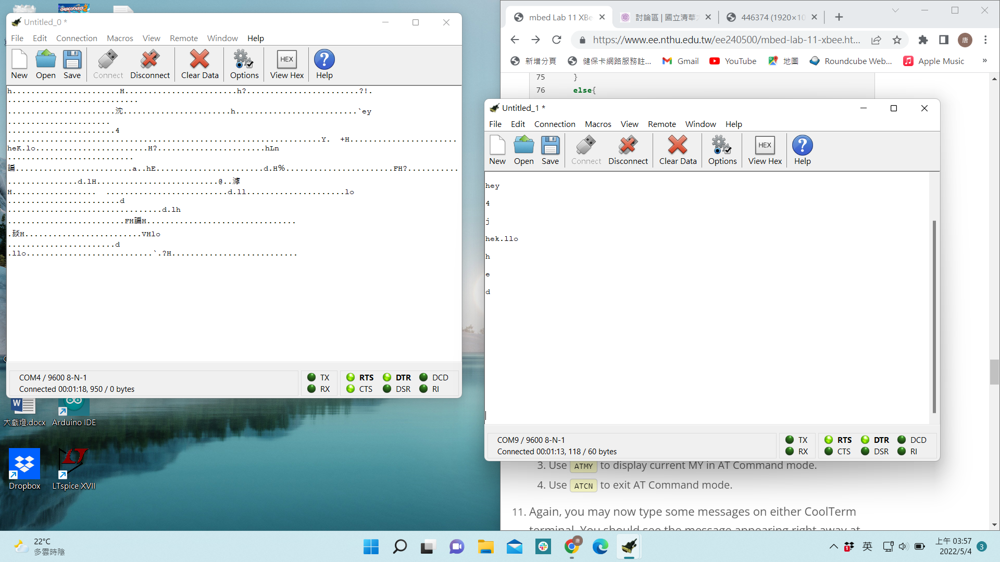 Untitled_0 *
File Edit Connection Macros View Remote Window Help
New Open Save Connect Disconnect Clear Data Options View Hex Help
HEX
h.......................H........................h?........................?!.
............................
.......................沈.......................h..........................`ey
......................
.......................4
...................................................................Y.  +H.......................
heK.lo........................H?.......................hLn
...........................
諞.........................a..hE.......................d.H%.......................FH?...........
...............d.lH..........................@..滹
H..................  ..........................d.ll.....................lo
........................d
.................................d.lh
.........................FH諞H................................
.燄H.........................VHlo
.......................d
.llo...........................`.?H...........................
COM4 / 9600 8-N-1
Connected 00:01:18, 950 / 0 bytes
TX RTS DTR DCD
RX CTS DSR RI
mbed Lab 11 XBe
討論區 | 國立清華
446374 (1920×10
https://www.ee.nthu.edu.tw/ee240500/mbed-lab-11-xbee.ht...
唐
新增分頁 健保卡網路服務註... Gmail YouTube 地圖 Roundcube Web... Apple Music »
75 }
76 else{
Untitled_1 *
File Edit Connection Macros View Remote Window Help
New Open Save Connect Disconnect Clear Data Options View Hex Help
HEX
hey
4
j
hek.llo
h
e
d
COM9 / 9600 8-N-1
Connected 00:01:13, 118 / 60 bytes
TX RTS DTR DCD
RX CTS DSR RI
3. Use ATMY to display current MY in AT Command mode.
4. Use ATCN to exit AT Command mode.
11. Again, you may now type some messages on either CoolTerm
terminal. You should see the message appearing right away at
OVERCOOKED! 2
大戲燈.docx
Arduino IDE
Dropbox
LTspice XVII
22°C
多雲時陰
英
上午 03:57
2022/5/4
3